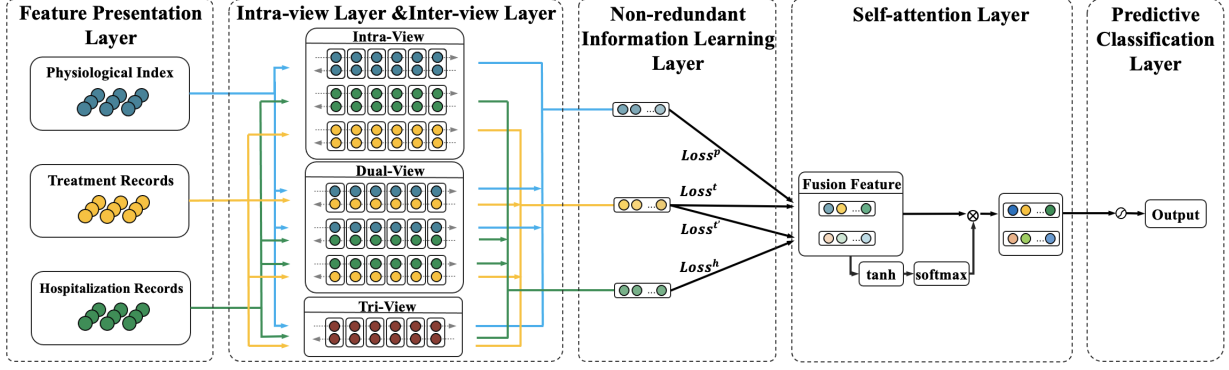 Feature Presentation
Layer
Physiological Index
Treatment Records
Hospitalization Records
Intra-view Layer &Inter-view Layer
Intra-View
Dual-View
Tri-View
Non-redundant
Information Learning
Layer
...
...
...
Loss^p
Loss^t
Loss^t'
Loss^h
Self-attention Layer
Fusion Feature
...
...
tanh
softmax
...
...
Predictive
Classification
Layer
Output